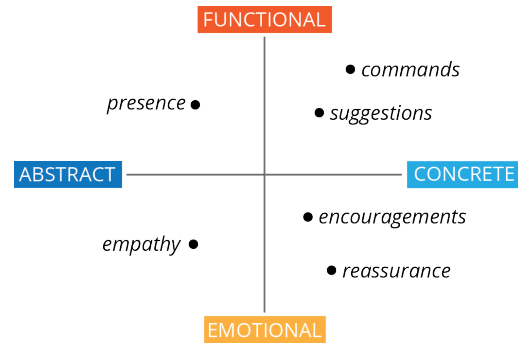 FUNCTIONAL
commands
presence
suggestions
ABSTRACT
CONCRETE
encouragements
empathy
reassurance
EMOTIONAL